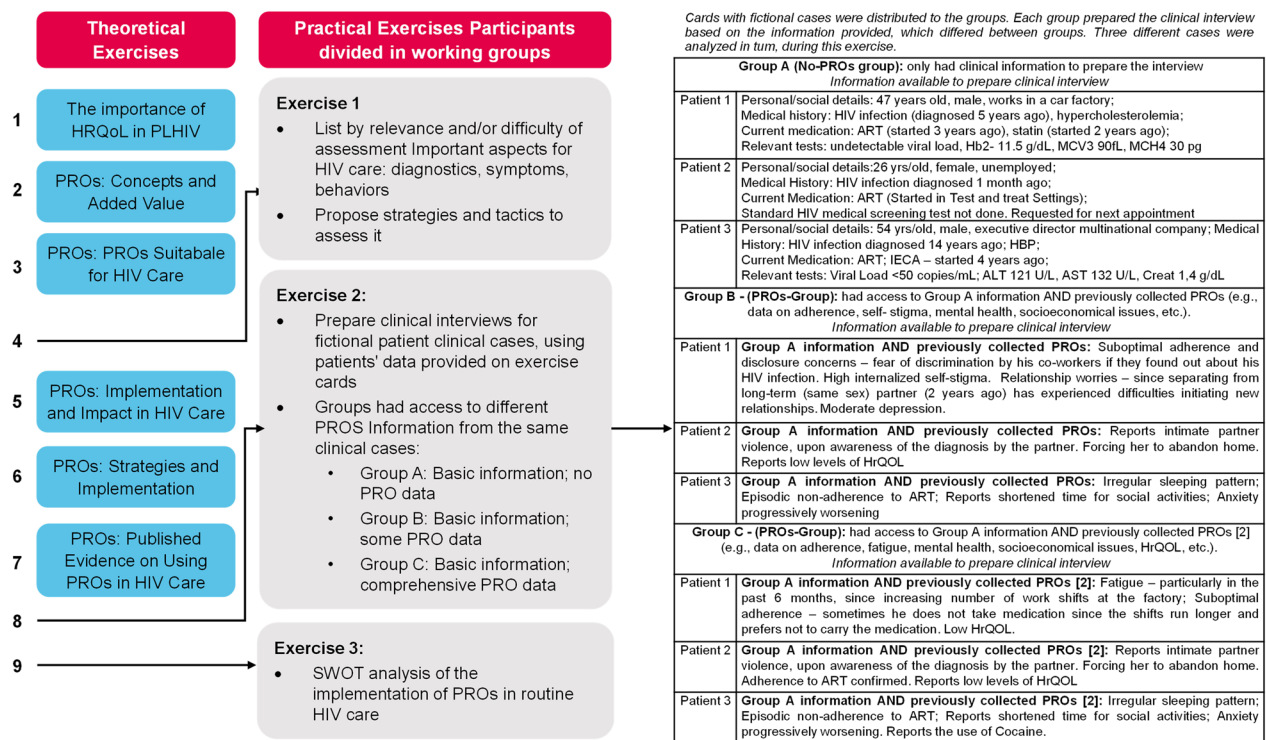 Theoretical
Exercises
Practical Exercises Participants
divided in working groups
1
The importance of
HRQoL in PLHIV
2
PROs: Concepts and
Added Value
3
PROs: PROs Suitabale
for HIV Care
4
5
PROs: Implementation
and Impact in HIV Care
6
PROs: Strategies and
Implementation
7
PROs: Published
Evidence on Using
PROs in HIV Care
8
9
Exercise 1
• List by relevance and/or difficulty of
assessment Important aspects for
HIV care: diagnostics, symptoms,
behaviors
• Propose strategies and tactics to
assess it
Exercise 2:
• Prepare clinical interviews for
fictional patient clinical cases, using
patients' data provided on exercise
cards
• Groups had access to different
PROS Information from the same
clinical cases:
• Group A: Basic information; no
PRO data
• Group B: Basic information;
some PRO data
• Group C: Basic information;
comprehensive PRO data
Exercise 3:
• SWOT analysis of the
implementation of PROs in routine
HIV care
Cards with fictional cases were distributed to the groups. Each group prepared the clinical interview
based on the information provided, which differed between groups. Three different cases were
analyzed in turn, during this exercise.
Group A (No-PROs group): only had clinical information to prepare the interview
Information available to prepare clinical interview
Patient 1
Personal/social details: 47 years old, male, works in a car factory;
Medical history: HIV infection (diagnosed 5 years ago), hypercholesterolemia;
Current medication: ART (started 3 years ago), statin (started 2 years ago);
Relevant tests: undetectable viral load, Hb2- 11.5 g/dL, MCV3 90fL, MCH4 30 pg
Patient 2
Personal/social details:26 yrs/old, female, unemployed;
Medical History: HIV infection diagnosed 1 month ago;
Current Medication: ART (Started in Test and treat Settings);
Standard HIV medical screening test not done. Requested for next appointment
Patient 3
Personal/social details: 54 yrs/old, male, executive director multinational company; Medical
History: HIV infection diagnosed 14 years ago; HBP;
Current Medication: ART; IECA – started 4 years ago;
Relevant tests: Viral Load <50 copies/mL; ALT 121 U/L, AST 132 U/L, Creat 1,4 g/dL
Group B - (PROs-Group): had access to Group A information AND previously collected PROs (e.g.,
data on adherence, self- stigma, mental health, socioeconomical issues, etc.).
Information available to prepare clinical interview
Patient 1
Group A information AND previously collected PROs: Suboptimal adherence and
disclosure concerns – fear of discrimination by his co-workers if they found out about his
HIV infection. High internalized self-stigma. Relationship worries – since separating from
long-term (same sex) partner (2 years ago) has experienced difficulties initiating new
relationships. Moderate depression.
Patient 2
Group A information AND previously collected PROs: Reports intimate partner
violence, upon awareness of the diagnosis by the partner. Forcing her to abandon home.
Reports low levels of HrQOL
Patient 3
Group A information AND previously collected PROs: Irregular sleeping pattern;
Episodic non-adherence to ART; Reports shortened time for social activities; Anxiety
progressively worsening
Group C - (PROs-Group): had access to Group A information AND previously collected PROs [2]
(e.g., data on adherence, fatigue, mental health, socioeconomical issues, HrQOL, etc.).
Information available to prepare clinical interview
Patient 1
Group A information AND previously collected PROs [2]: Fatigue – particularly in the
past 6 months, since increasing number of work shifts at the factory; Suboptimal
adherence – sometimes he does not take medication since the shifts run longer and
prefers not to carry the medication. Low HrQOL.
Patient 2
Group A information AND previously collected PROs [2]: Reports intimate partner
violence, upon awareness of the diagnosis by the partner. Forcing her to abandon home.
Adherence to ART confirmed. Reports low levels of HrQOL
Patient 3
Group A information AND previously collected PROs [2]: Irregular sleeping pattern;
Episodic non-adherence to ART; Reports shortened time for social activities; Anxiety
progressively worsening. Reports the use of Cocaine.